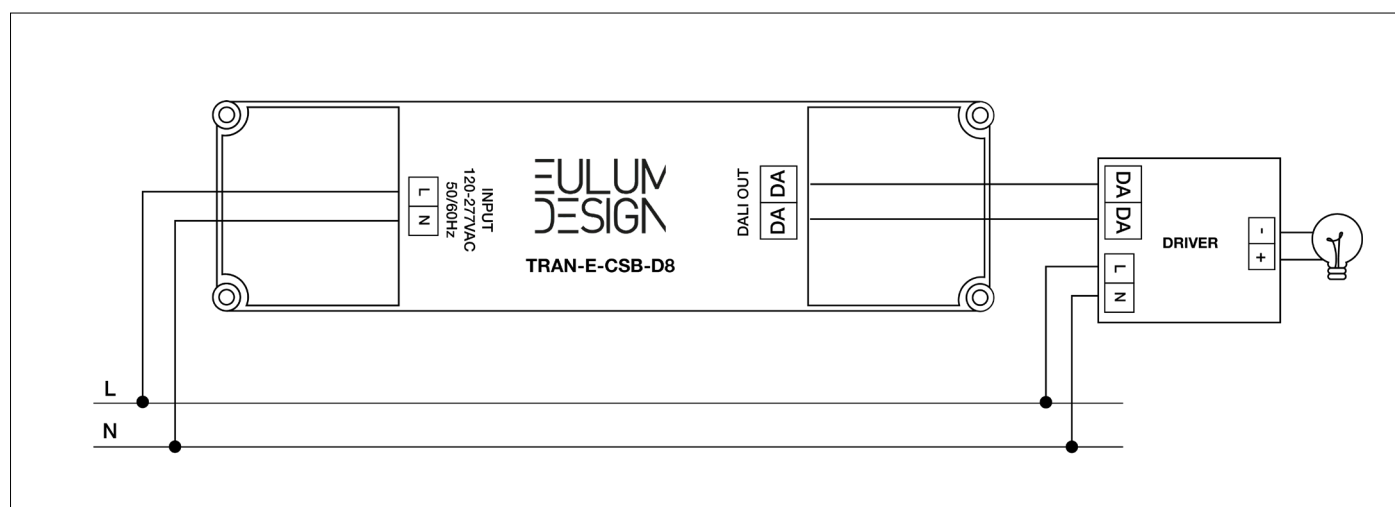 L
N
INPUT
120-277VAC
50/60Hz
EULUM
DESIGN
TRAN-E-CSB-D8
DALI OUT
DA DA
DA DA
L
N
DRIVER
-
+
L
N